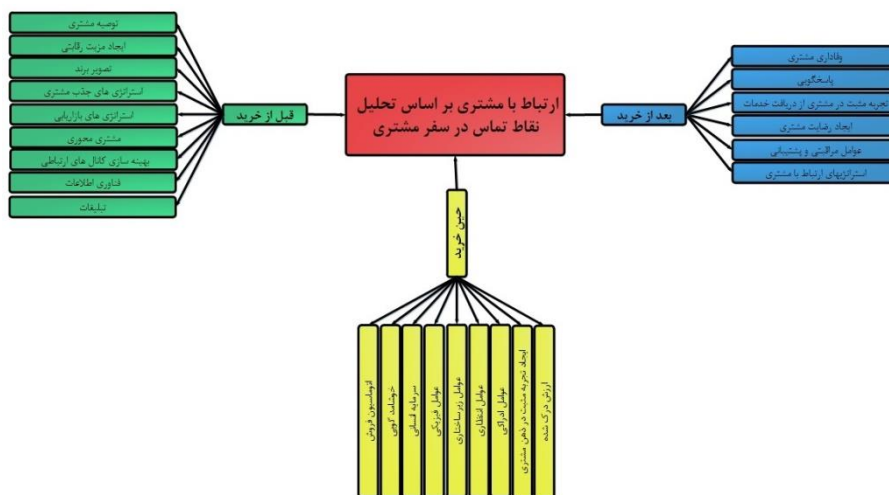 ارتباط با مشتری بر اساس تحلیل
نقاط تماس در سفر مشتری
بعد از خرید
وفاداری مشتری
پاسخگویی
تجربه مثبت در مشتری از دریافت خدمات
ایجاد رضایت مشتری
عوامل مراقبتی و پشتیبانی
استراتژیهای ارتباط با مشتری
قبل از خرید
توصیه مشتری
ایجاد مزیت رقابتی
تصویر برند
استراتژی های جذب مشتری
استراتژی های بازاریابی
مشتری محوری
بهینه سازی کانال های ارتباطی
فناوری اطلاعات
تبلیغات
حین خرید
ارزش درک شده
ایجاد تجربه مثبت در ذهن مشتری
عوامل ادراکی
عوامل انتظاری
عوامل زیرساختاری
عوامل فیزیکی
سرمایه انسانی
خوشامد گویی
اتوماسیون فروش